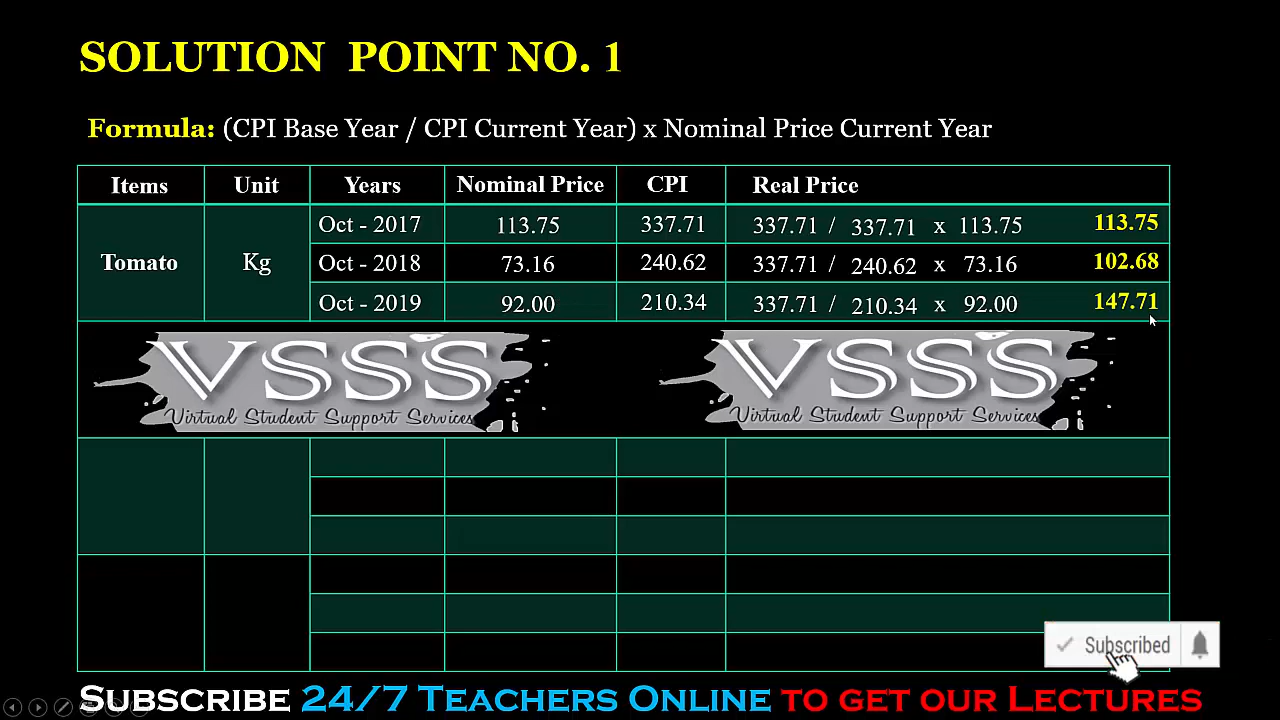 SOLUTION POINT NO. 1
Formula: (CPI Base Year / CPI Current Year) x Nominal Price Current Year
Items Unit Years Nominal Price CPI Real Price
Oct - 2017 113.75 337.71 337.71 / 337.71 x 113.75 113.75
Tomato Kg Oct - 2018 73.16 240.62 337.71 / 240.62 x 73.16 102.68
Oct - 2019 92.00 210.34 337.71 / 210.34 x 92.00 147.71
VSSS VSSS
Virtual Student Support Services Virtual Student Support Services
Subscribed
SUBSCRIBE 24/7 TEACHERS ONLINE TO GET OUR LECTURES